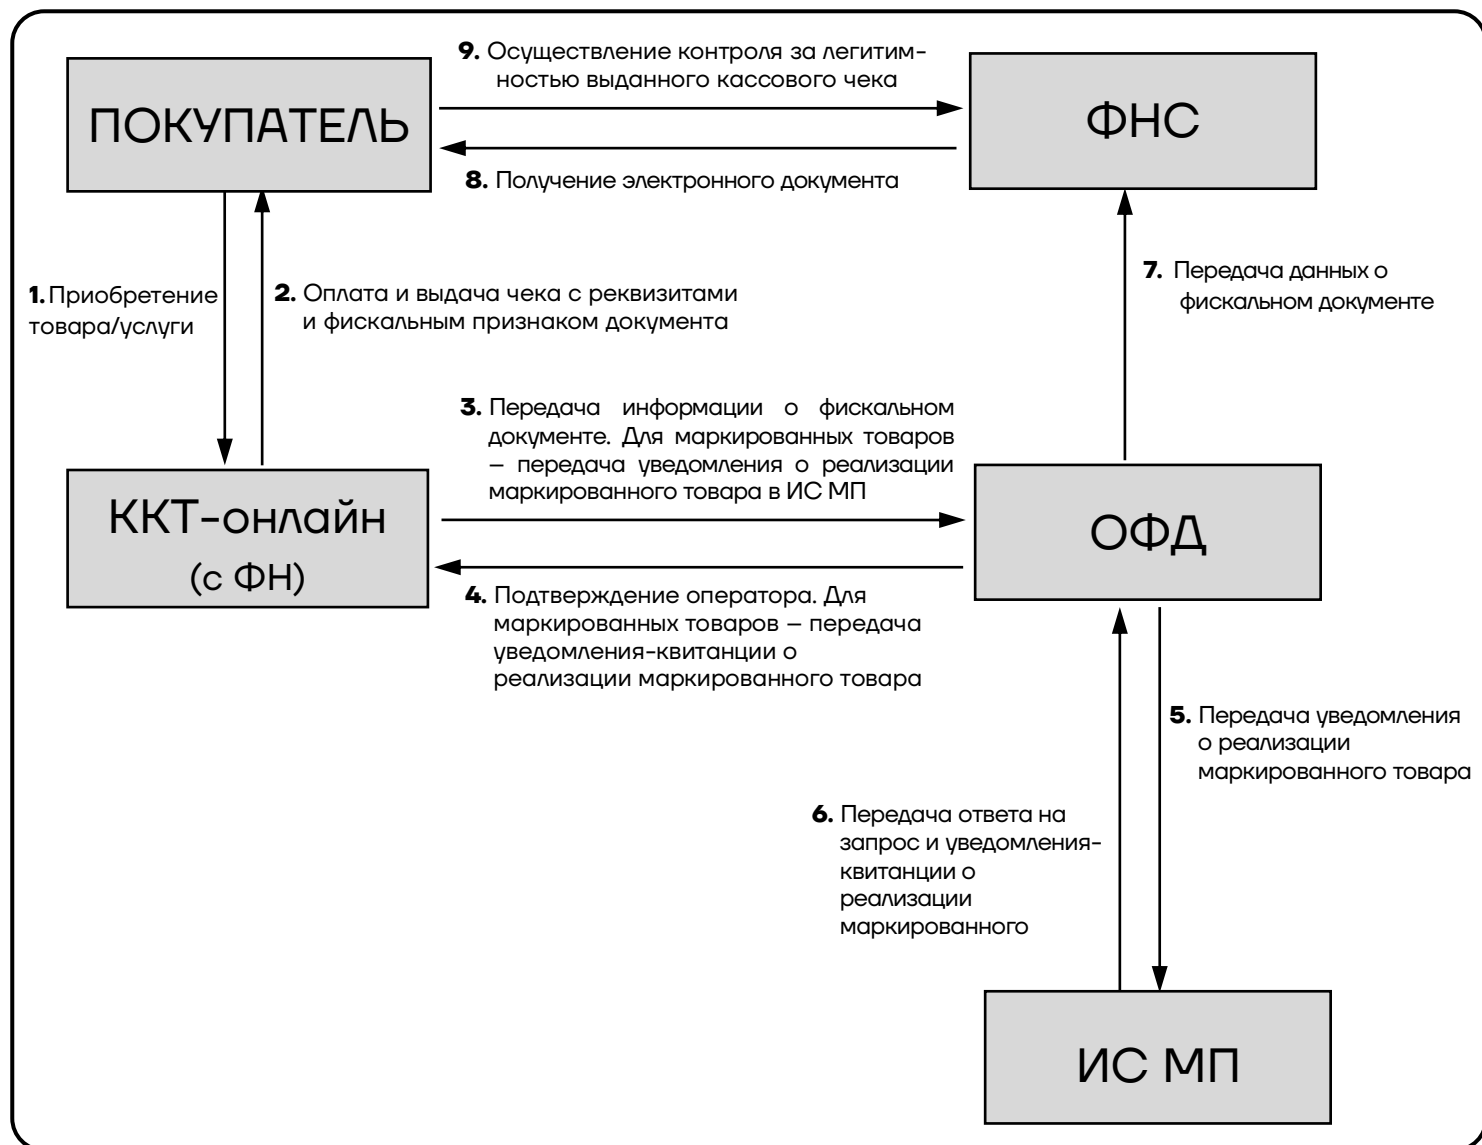 9. Осуществление контроля за легитим-
ностью выданного кассового чека
ПОКУПАТЕЛЬ
ФНС
8. Получение электронного документа
1. Приобретение
товара/услуги
2. Оплата и выдача чека с реквизитами
и фискальным признаком документа
7. Передача данных о
фискальном документе
3. Передача информации о фискальном
документе. Для маркированных товаров
– передача уведомления о реализации
маркированного товара в ИС МП
ККТ-онлайн
(с ФН)
ОФД
4. Подтверждение оператора. Для
маркированных товаров – передача
уведомления-квитанции о
реализации маркированного товара
5. Передача уведомления
о реализации
маркированного товара
6. Передача ответа на
запрос и уведомления-
квитанции о
реализации
маркированного
ИС МП